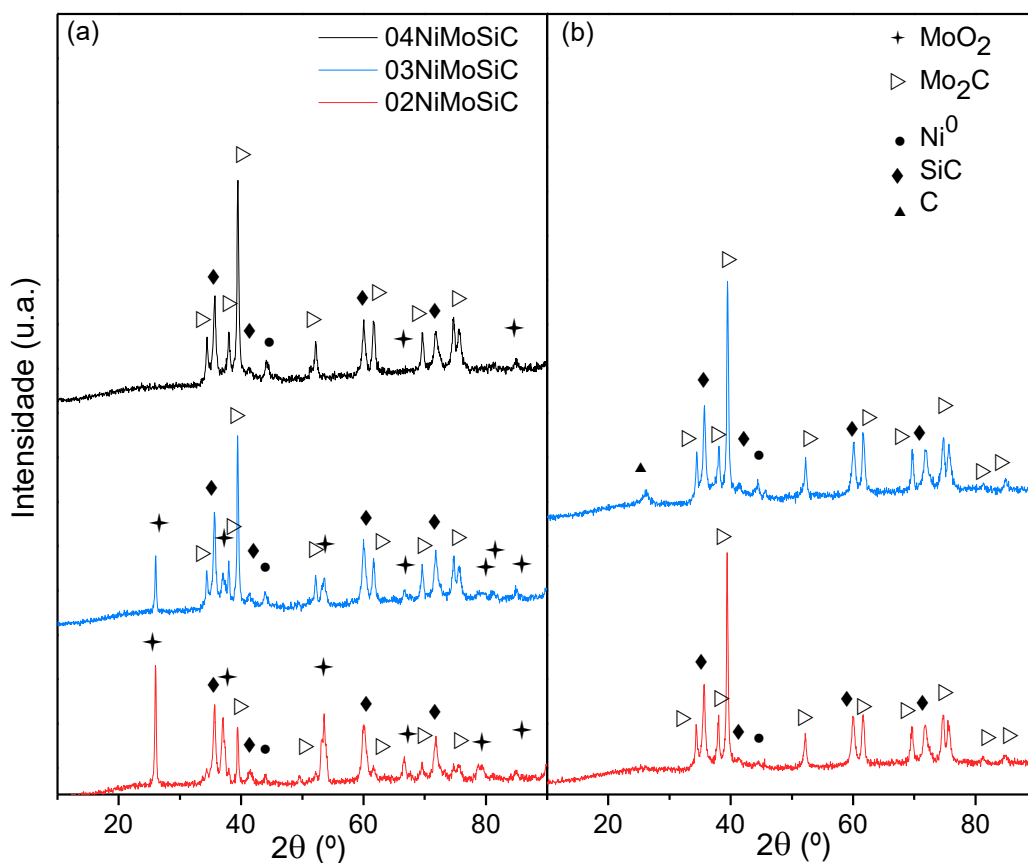 (a)
04NiMoSiC
03NiMoSiC
02NiMoSiC
(b)
MoO2
Mo2C
Ni0
SiC
C
Intensidade (u.a.)
20 40 60 80
20 40 60 80
2θ (º)
2θ (º)